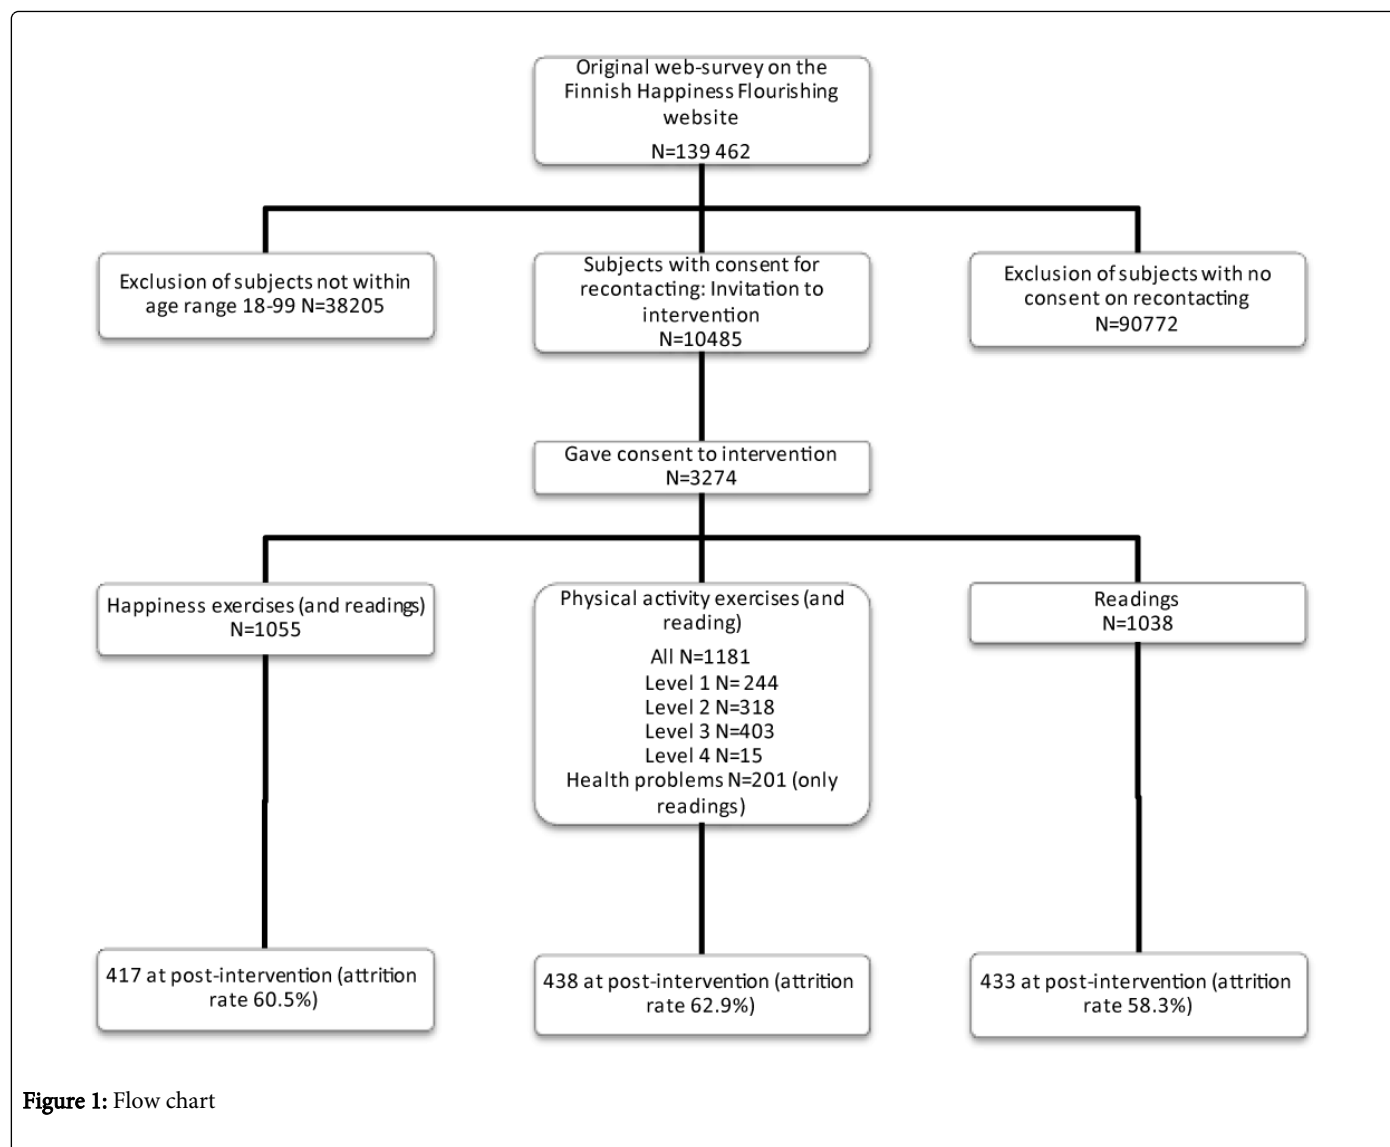 Original web-survey on the
Finnish Happiness Flourishing
website
N=139 462
Exclusion of subjects not within
age range 18-99 N=38205
Subjects with consent for
recontacting: Invitation to
intervention
N=10485
Exclusion of subjects with no
consent on recontacting
N=90772
Gave consent to intervention
N=3274
Happiness exercises (and readings)
N=1055
Physical activity exercises (and
reading)
All N=1181
Level 1 N= 244
Level 2 N=318
Level 3 N=403
Level 4 N=15
Health problems N=201 (only
readings)
Readings
N=1038
417 at post-intervention (attrition
rate 60.5%)
438 at post-intervention (attrition
rate 62.9%)
433 at post-intervention (attrition
rate 58.3%)
Figure 1: Flow chart